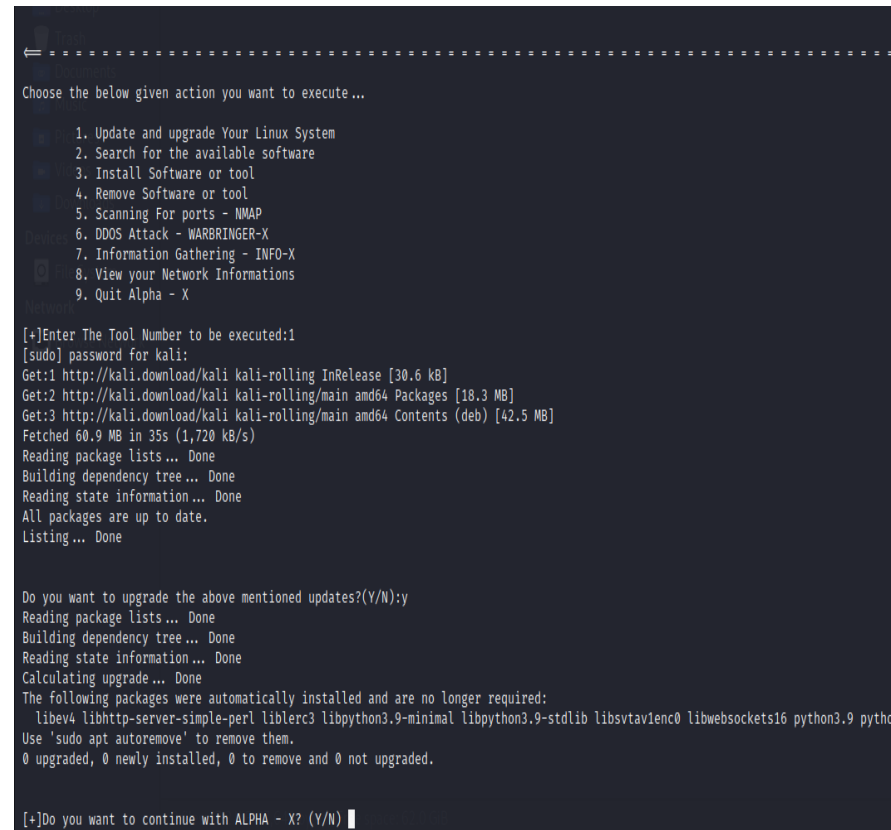 ⇐ = = = = = = = = = = = = = = = = = = = = = = = = = = = = = = = = = = = = = = = = = = = = = = = = = = = = = = = = = = = = = = = =
Choose the below given action you want to execute ...
1. Update and upgrade Your Linux System
2. Search for the available software
3. Install Software or tool
4. Remove Software or tool
5. Scanning For ports - NMAP
6. DDOS Attack - WARBRINGER-X
7. Information Gathering - INFO-X
8. View your Network Informations
9. Quit Alpha - X
[+]Enter The Tool Number to be executed:1
[sudo] password for kali:
Get:1 http://kali.download/kali kali-rolling InRelease [30.6 kB]
Get:2 http://kali.download/kali kali-rolling/main amd64 Packages [18.3 MB]
Get:3 http://kali.download/kali kali-rolling/main amd64 Contents (deb) [42.5 MB]
Fetched 60.9 MB in 35s (1,720 kB/s)
Reading package lists ... Done
Building dependency tree ... Done
Reading state information ... Done
All packages are up to date.
Listing ... Done
Do you want to upgrade the above mentioned updates?(Y/N):y
Reading package lists ... Done
Building dependency tree ... Done
Reading state information ... Done
Calculating upgrade ... Done
The following packages were automatically installed and are no longer required:
libev4 libhttp-server-simple-perl liblerc3 libpython3.9-minimal libpython3.9-stdlib libsvtav1enc0 libwebsockets16 python3.9 pytho
Use 'sudo apt autoremove' to remove them.
0 upgraded, 0 newly installed, 0 to remove and 0 not upgraded.
[+]Do you want to continue with ALPHA - X? (Y/N)